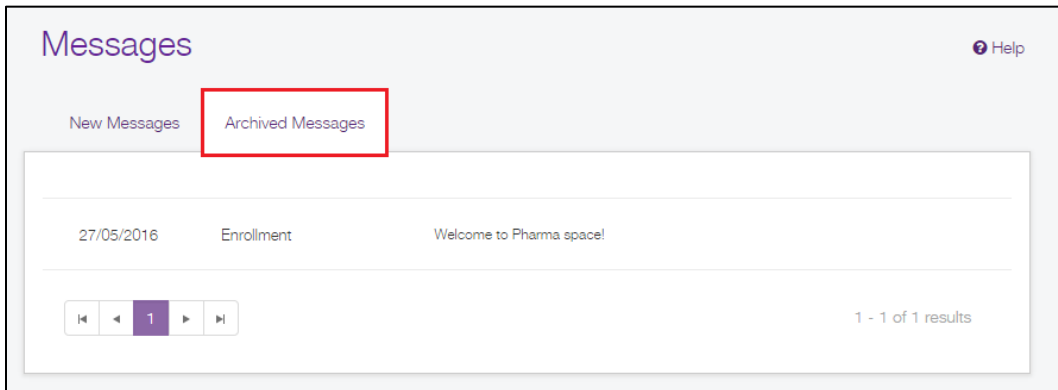 Messages
Help
New Messages Archived Messages
27/05/2016 Enrollment Welcome to Pharma space!
1 1 - 1 of 1 results